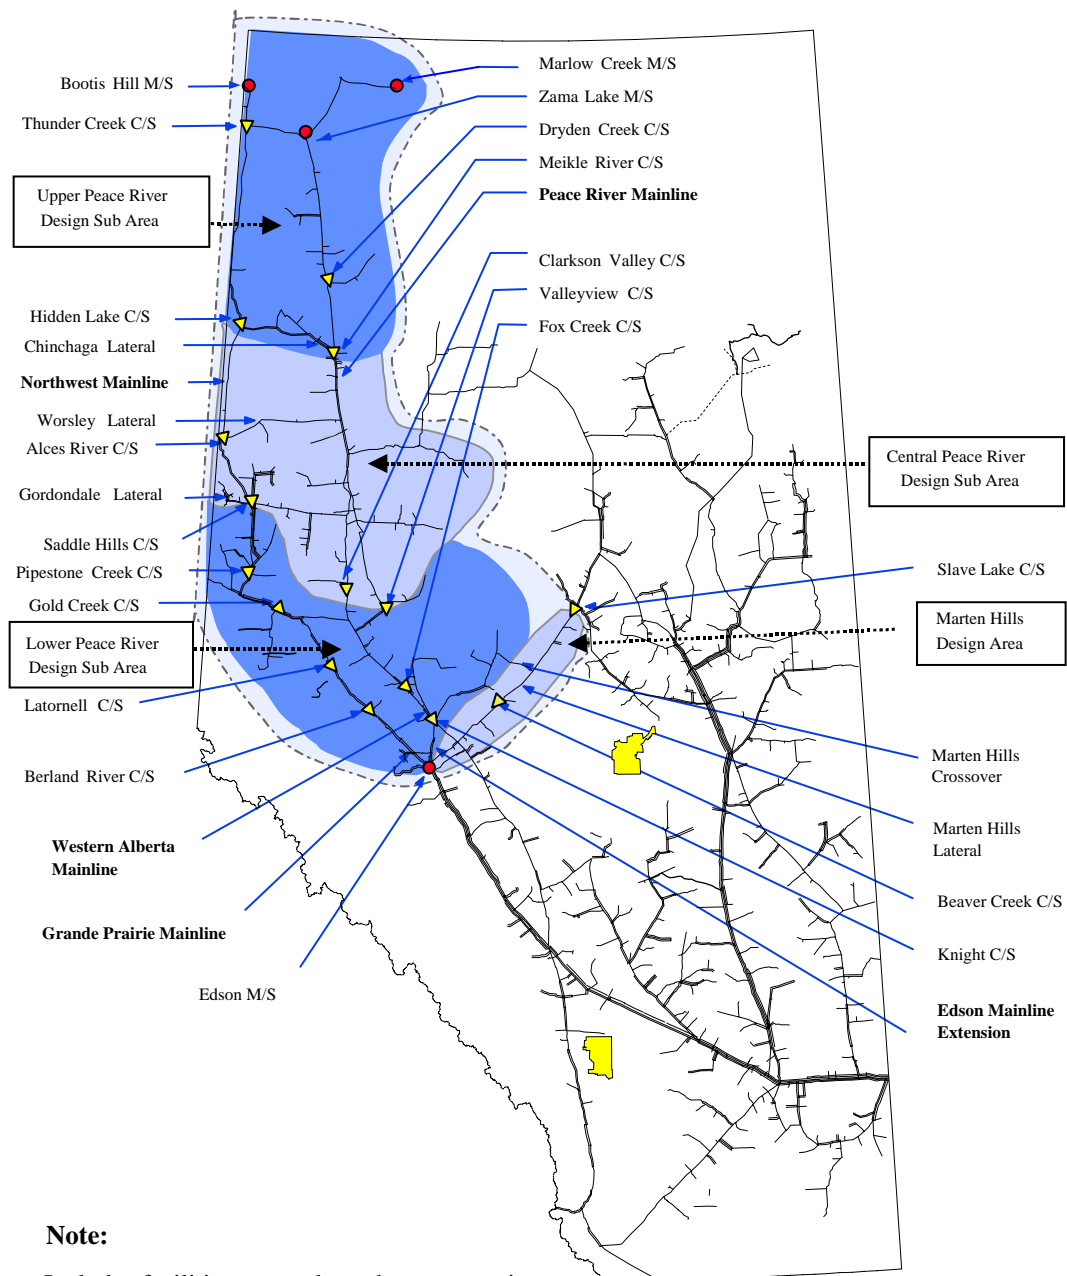 Bootis Hill M/S
Thunder Creek C/S
Upper Peace River
Design Sub Area
Hidden Lake C/S
Chinchaga Lateral
Northwest Mainline
Worsley Lateral
Alces River C/S
Gordondale Lateral
Saddle Hills C/S
Pipestone Creek C/S
Gold Creek C/S
Lower Peace River
Design Sub Area
Latornell C/S
Berland River C/S
Western Alberta
Mainline
Grande Prairie Mainline
Edson M/S
Marlow Creek M/S
Zama Lake M/S
Dryden Creek C/S
Meikle River C/S
Peace River Mainline
Clarkson Valley C/S
Valleyview C/S
Fox Creek C/S
Central Peace River
Design Sub Area
Slave Lake C/S
Marten Hills
Design Area
Marten Hills
Crossover
Marten Hills
Lateral
Beaver Creek C/S
Knight C/S
Edson Mainline
Extension
Note: